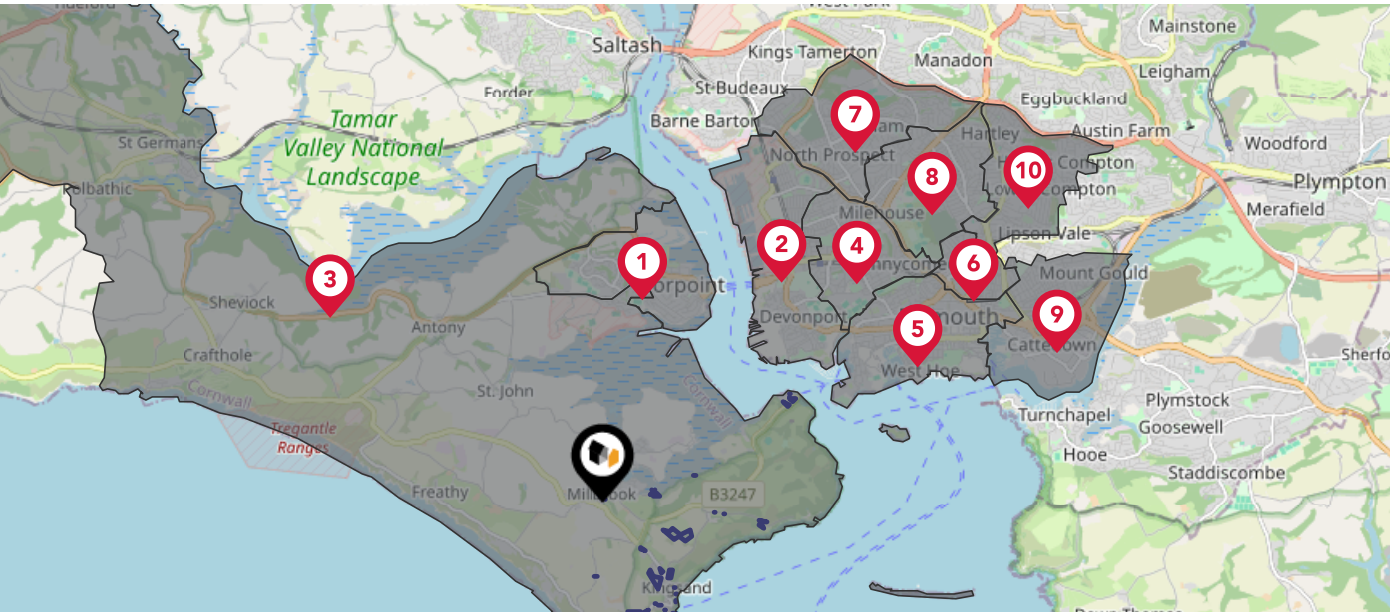 Saltash
Kings Tamerton
Manadon
Mainstone
Leigham
St Budeaux
Forder
Eggbuckland
Barne Barton
Tamar
Valley National
Landscape
St Germans
7
Hartley
Austin Farm
Woodford
North Prospect
Compton
Plympton
8
10
Milehouse
Merafield
Lipson Vale
1
2
4
6
Mount Gould
3
Sheviock
Antony
Devonport
5
9
Crafthole
West Hoe
St. John
Cornwall
Cornwall
Plymstock
Turnchapel
Goosewell
Tregantle
Ranges
Hooe
Staddiscombe
Freathy
B3247